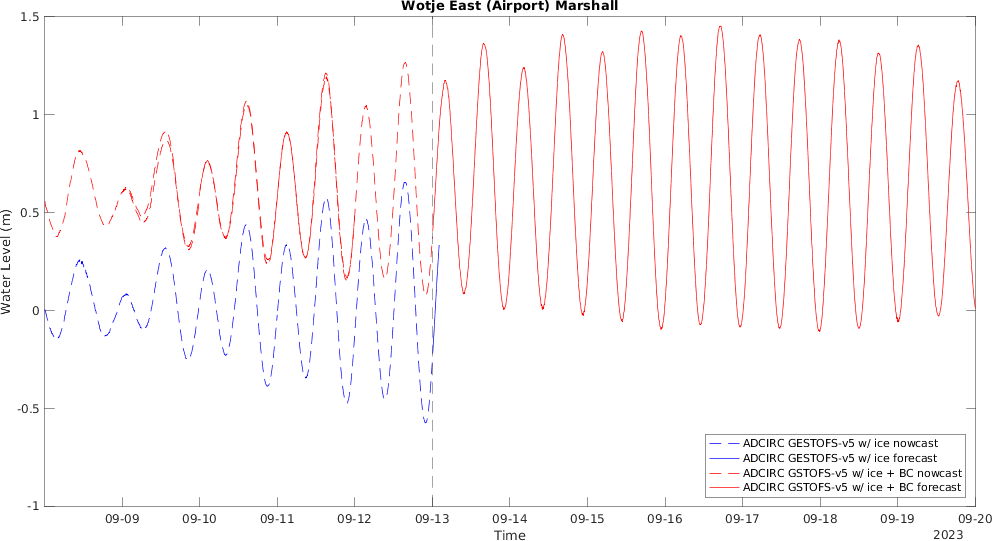 Wotje East (Airport) Marshall
Water Level (m)
1.5
1
0.5
0
-0.5
-1
ADCIRC GESTOFS-v5 w/ ice nowcast
ADCIRC GESTOFS-v5 w/ ice forecast
ADCIRC GSTOFS-v5 w/ ice + BC nowcast
ADCIRC GSTOFS-v5 w/ ice + BC forecast
09-09 09-10 09-11 09-12 09-13 09-14 09-15 09-16 09-17 09-18 09-19 09-20
Time
2023